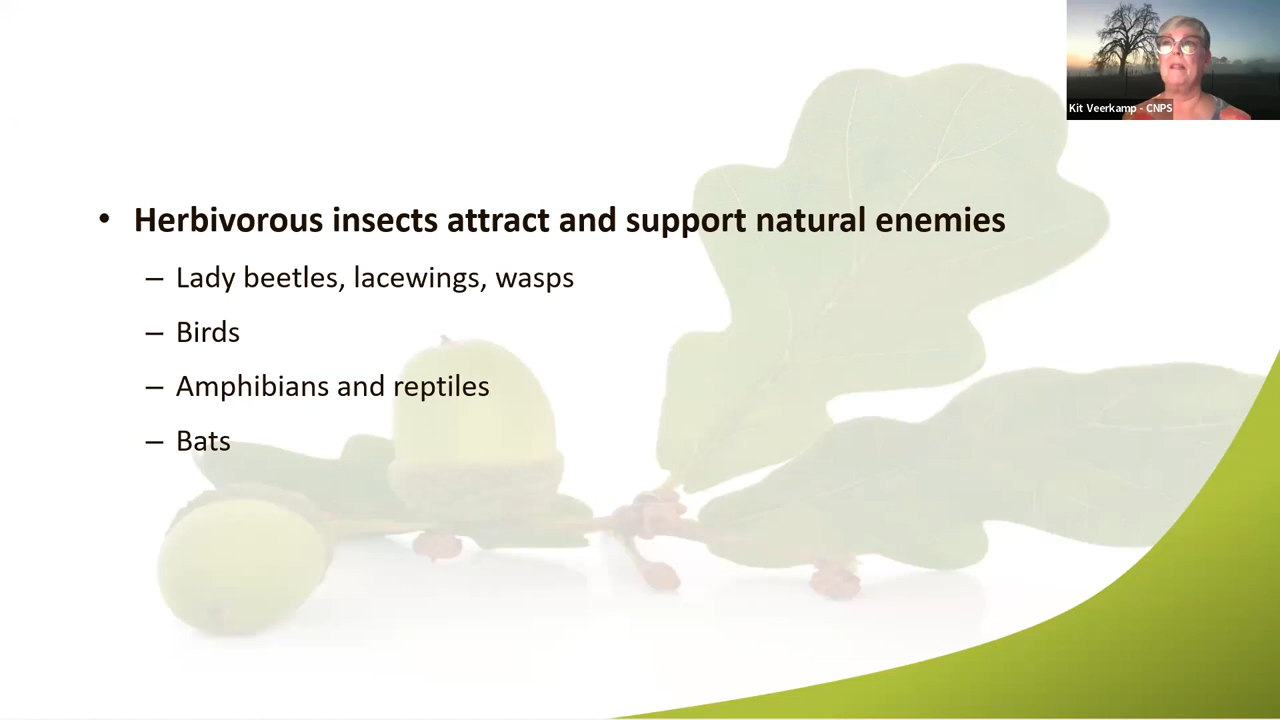 Kit Veerkamp - CNPS
• Herbivorous insects attract and support natural enemies
– Lady beetles, lacewings, wasps
– Birds
– Amphibians and reptiles
– Bats